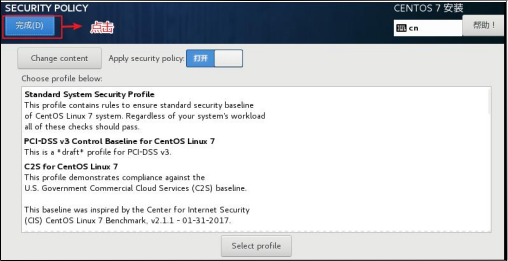 SECURITY POLICY
CENTOS 7 安装
完成(D)
点击
cn
帮助！
Change content
Apply security policy:
打开
Choose profile below:
Standard System Security Profile
This profile contains rules to ensure standard security baseline
of CentOS Linux 7 system. Regardless of your system's workload
all of these checks should pass.
PCI-DSS v3 Control Baseline for CentOS Linux 7
This is a *draft* profile for PCI-DSS v3.
C2S for CentOS Linux 7
This profile demonstrates compliance against the
U.S. Government Commercial Cloud Services (C2S) baseline.
This baseline was inspired by the Center for Internet Security
(CIS) CentOS Linux 7 Benchmark, v2.1.1 - 01-31-2017.
Select profile